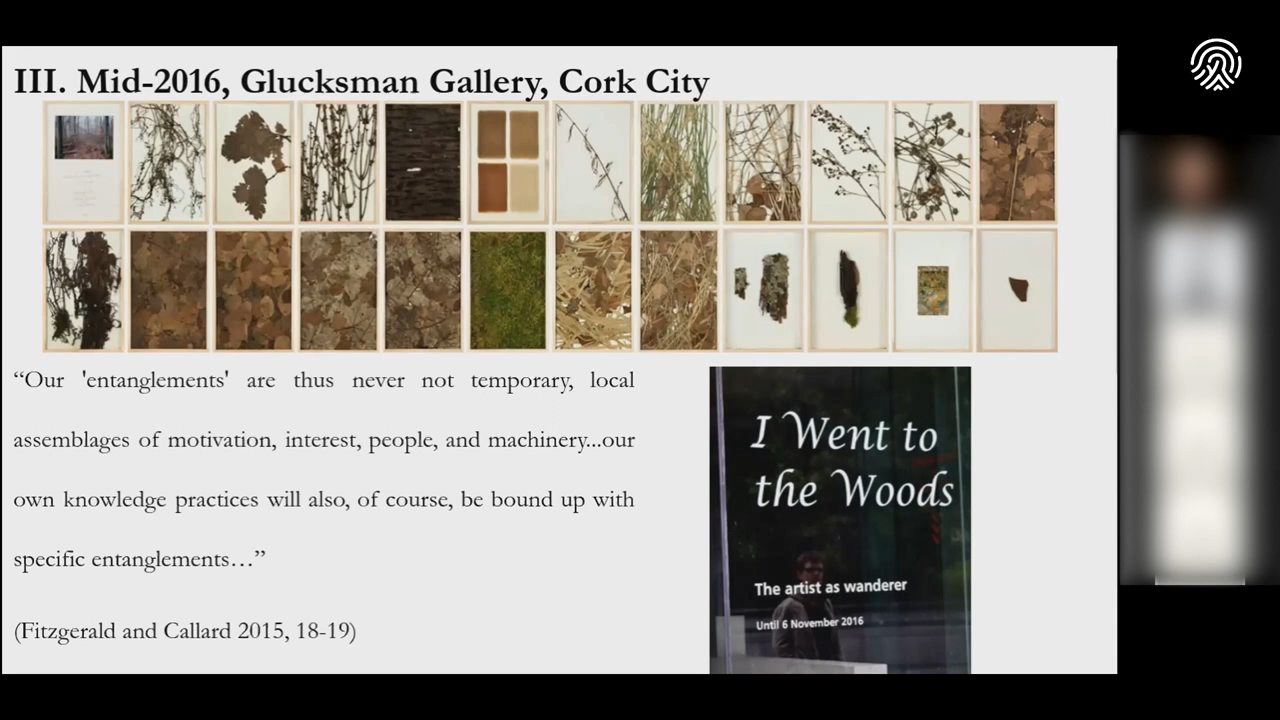 III. Mid-2016, Glucksman Gallery, Cork City
“Our 'entanglements' are thus never not temporary, local
assemblages of motivation, interest, people, and machinery...our
own knowledge practices will also, of course, be bound up with
specific entanglements…”
(Fitzgerald and Callard 2015, 18-19)
I Went to
the Woods
The artist as wanderer
Until 6 November 2016